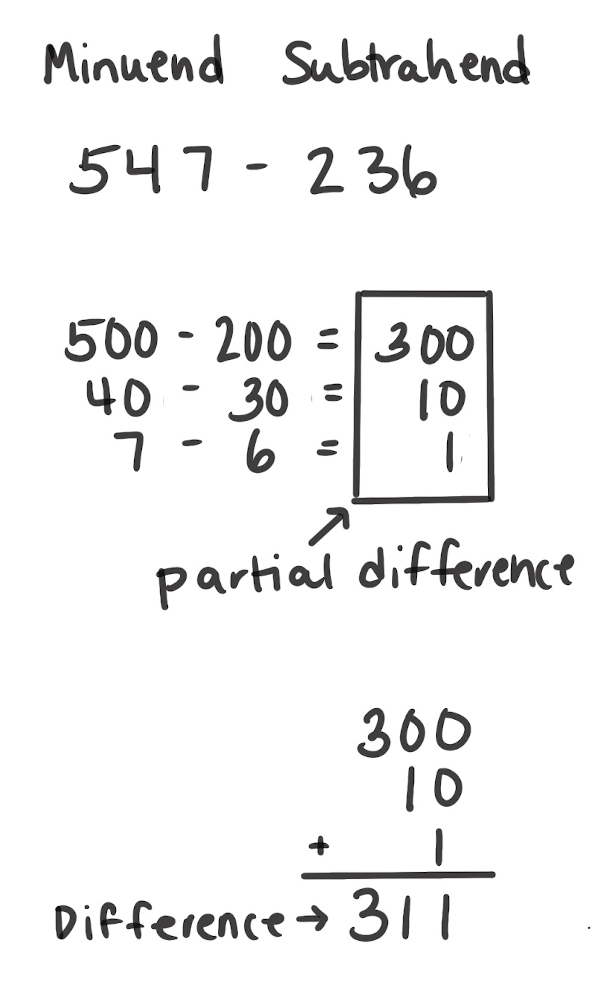 Minuend Subtrahend
547 - 236
500 - 200 = 300
40 - 30 = 10
7 - 6 = 1
partial difference
300
10
+ 1
Difference → 311